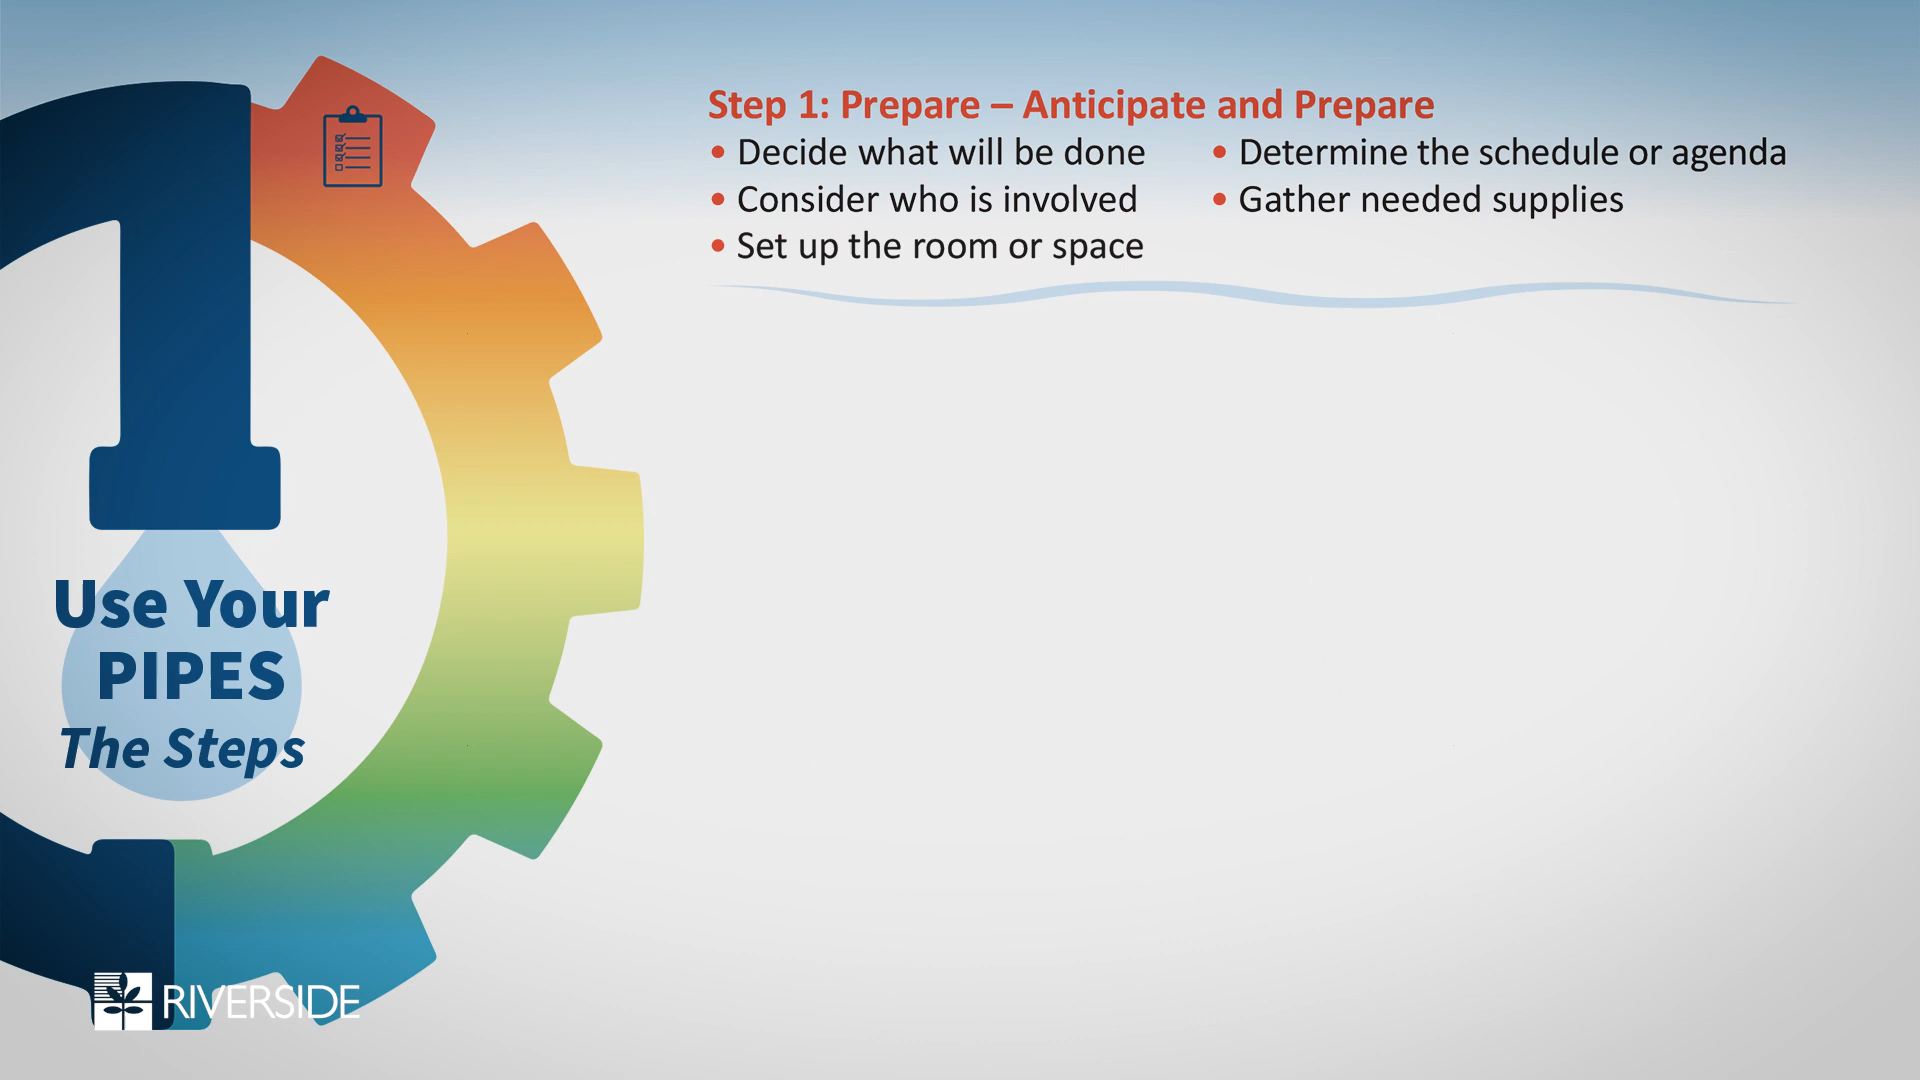 1
Use Your
PIPES
The Steps
RIVERSIDE
Step 1: Prepare – Anticipate and Prepare
• Decide what will be done
• Consider who is involved
• Set up the room or space
• Determine the schedule or agenda
• Gather needed supplies